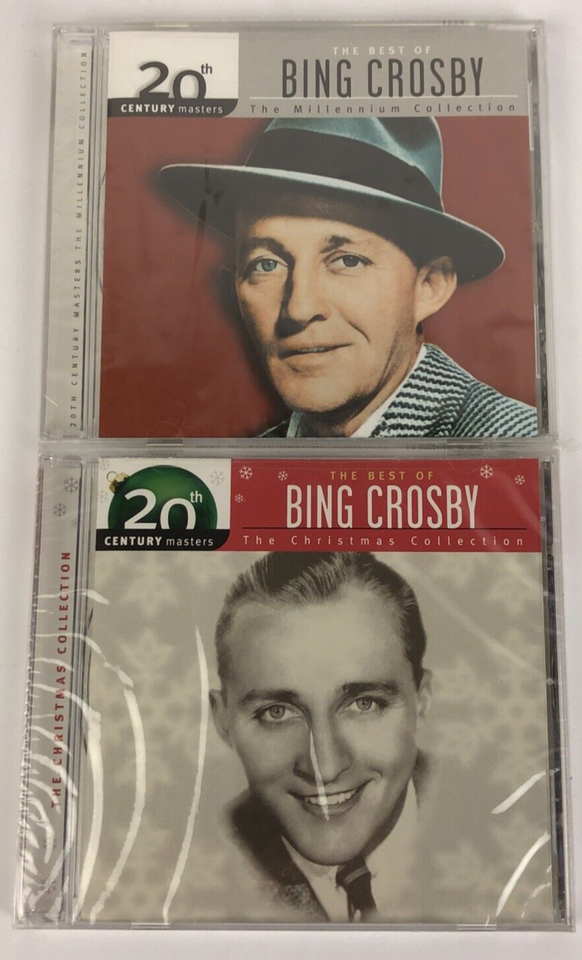 20TH CENTURY MASTERS THE MILLENNIUM COLLECTION
20th
CENTURY masters
THE BEST OF
BING CROSBY
The Millennium Collection
THE CHRISTMAS COLLECTION
20th
CENTURY masters
THE BEST OF
BING CROSBY
The Christmas Collection